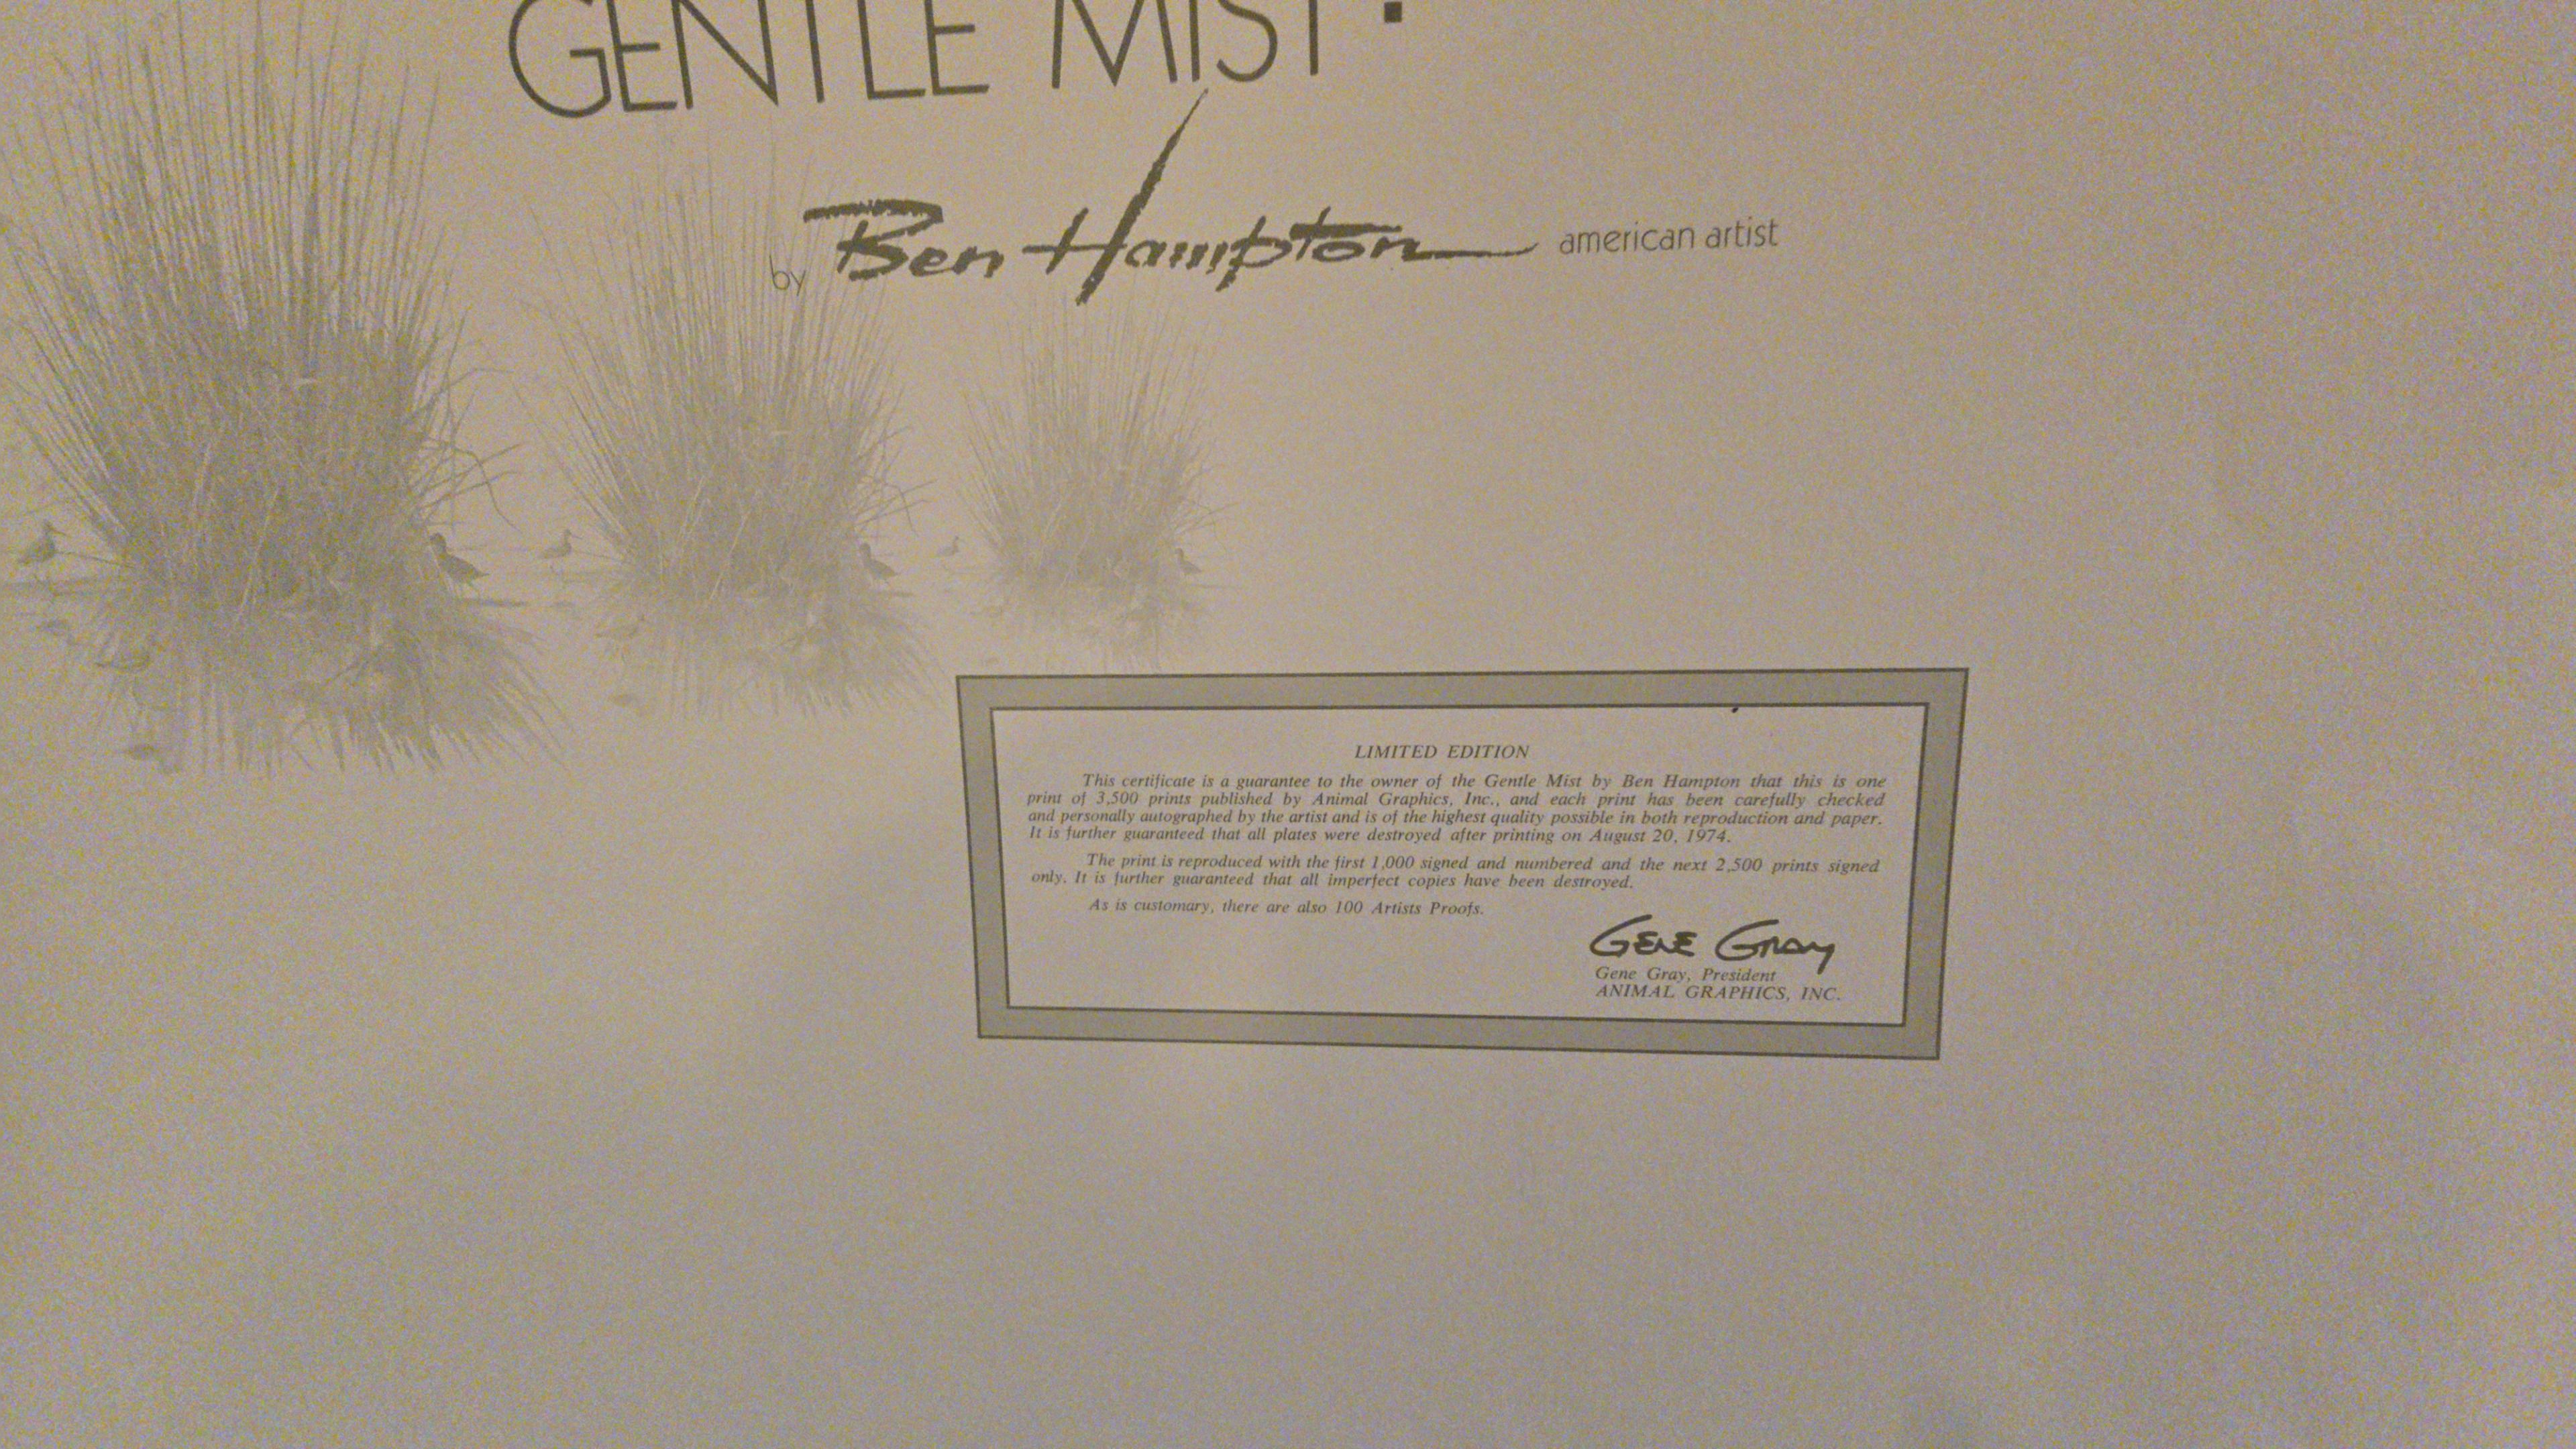 GENTLE MIST
by Ben Hampton american artist
LIMITED EDITION
This certificate is a guarantee to the owner of the Gentle Mist by Ben Hampton that this is one
print of 3,500 prints published by Animal Graphics, Inc., and each print has been carefully checked
and personally autographed by the artist and is of the highest quality possible in both reproduction and paper.
It is further guaranteed that all plates were destroyed after printing on August 20, 1974.
The print is reproduced with the first 1,000 signed and numbered and the next 2,500 prints signed
only. It is further guaranteed that all imperfect copies have been destroyed.
As is customary, there are also 100 Artists Proofs.
GENE GRAY
Gene Gray, President
ANIMAL GRAPHICS, INC.